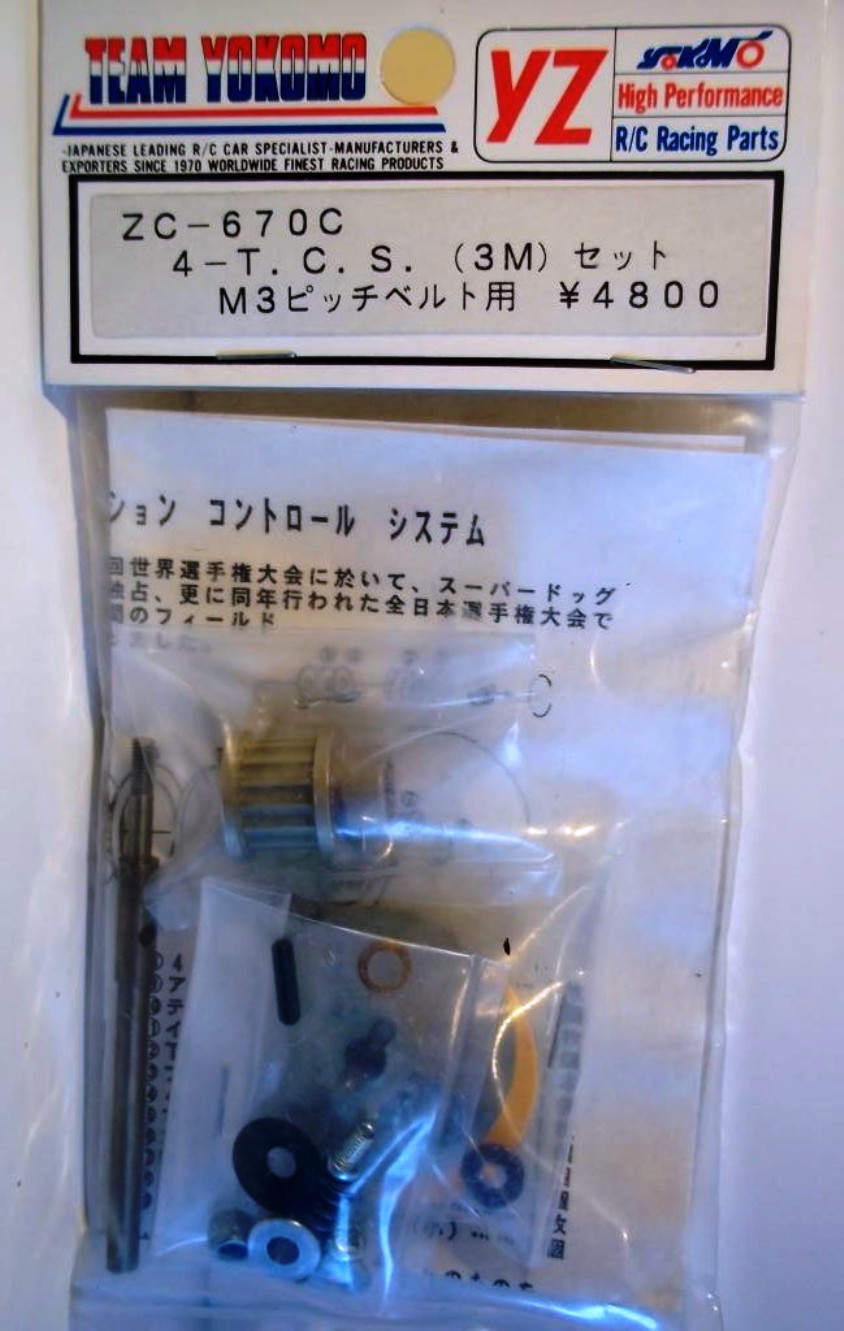 TEAM YOKOMO
YZ
YOKOMO
High Performance
R/C Racing Parts
-JAPANESE LEADING R/C CAR SPECIALIST-MANUFACTURERS &
EXPORTERS SINCE 1970 WORLDWIDE FINEST RACING PRODUCTS
ZC-670C
4-T.C.S.(3M)セット
M3ピッチベルト用 ¥4800
ション コントロール システム
回世界選手権大会に於いて、スーパードッグ
独占、更に同年行われた全日本選手権大会で
間のフィールド
ました。